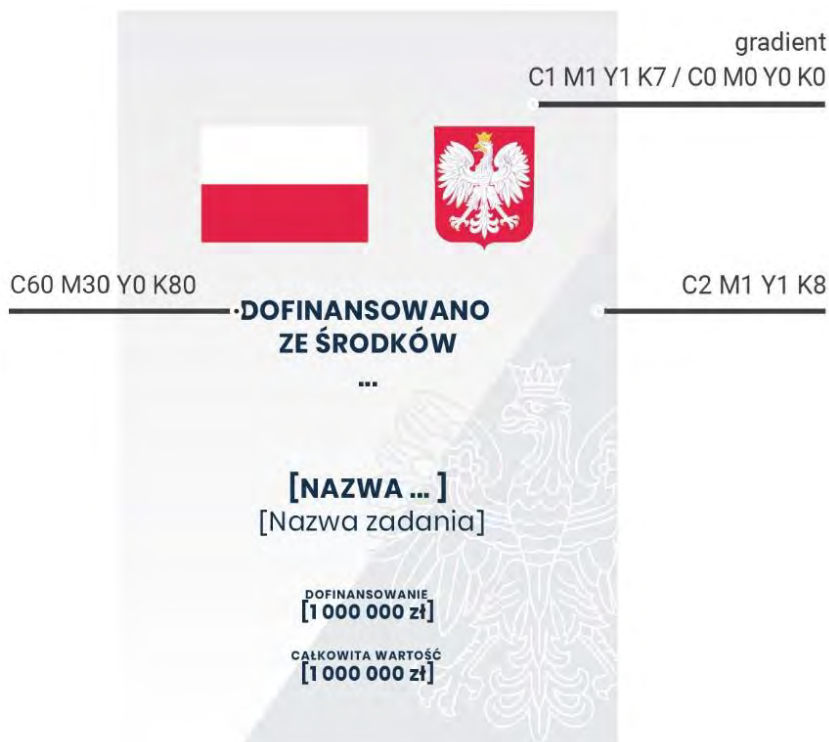 gradient
C1 M1 Y1 K7 / C0 M0 Y0 K0
C60 M30 Y0 K80
C2 M1 Y1 K8
DOFINANSOWANO
ZE ŚRODKÓW
...
[NAZWA ... ]
[Nazwa zadania]
DOFINANSOWANIE
[1 000 000 zł]
CAŁKOWITA WARTOŚĆ
[1 000 000 zł]